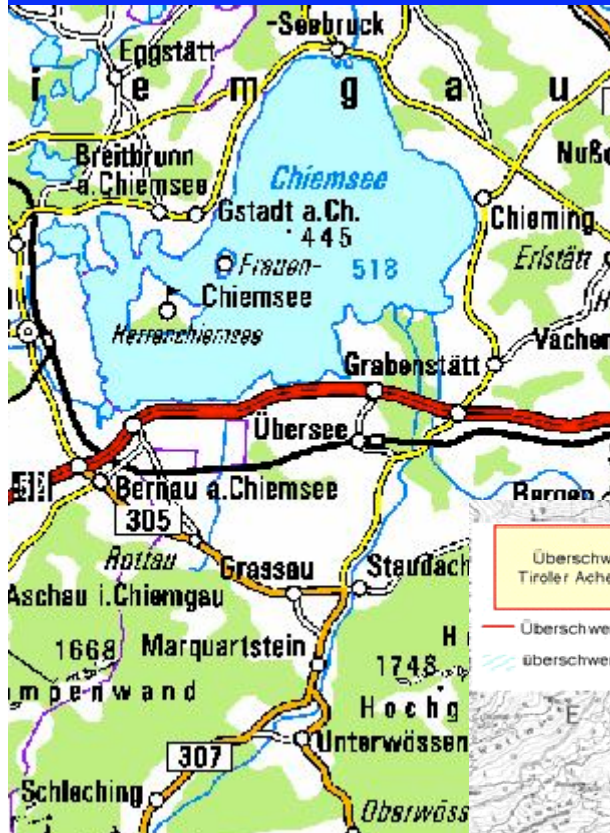 -Seebruck
Eggstätt
i e m g a u
Breitbrunn
a.Chiemsee
Chiemsee
Nuß
Gstadt a.Ch.
Chieming
445
Frauen-
518
Erlstätt
Chiemsee
Herrenchiemsee
Vachen
Grabenstätt
Übersee
Bernau a.Chiemsee
Bergen
305
Rottau
Grassau
Staudach
Überschw
Tiroler Ache
Aschau i.Chiemgau
Überschwe
Marquartstein
H
1668
1748
überschwe
mpenwand
Hochg
E
307
Unterwössen
Schleching
Oberwöss